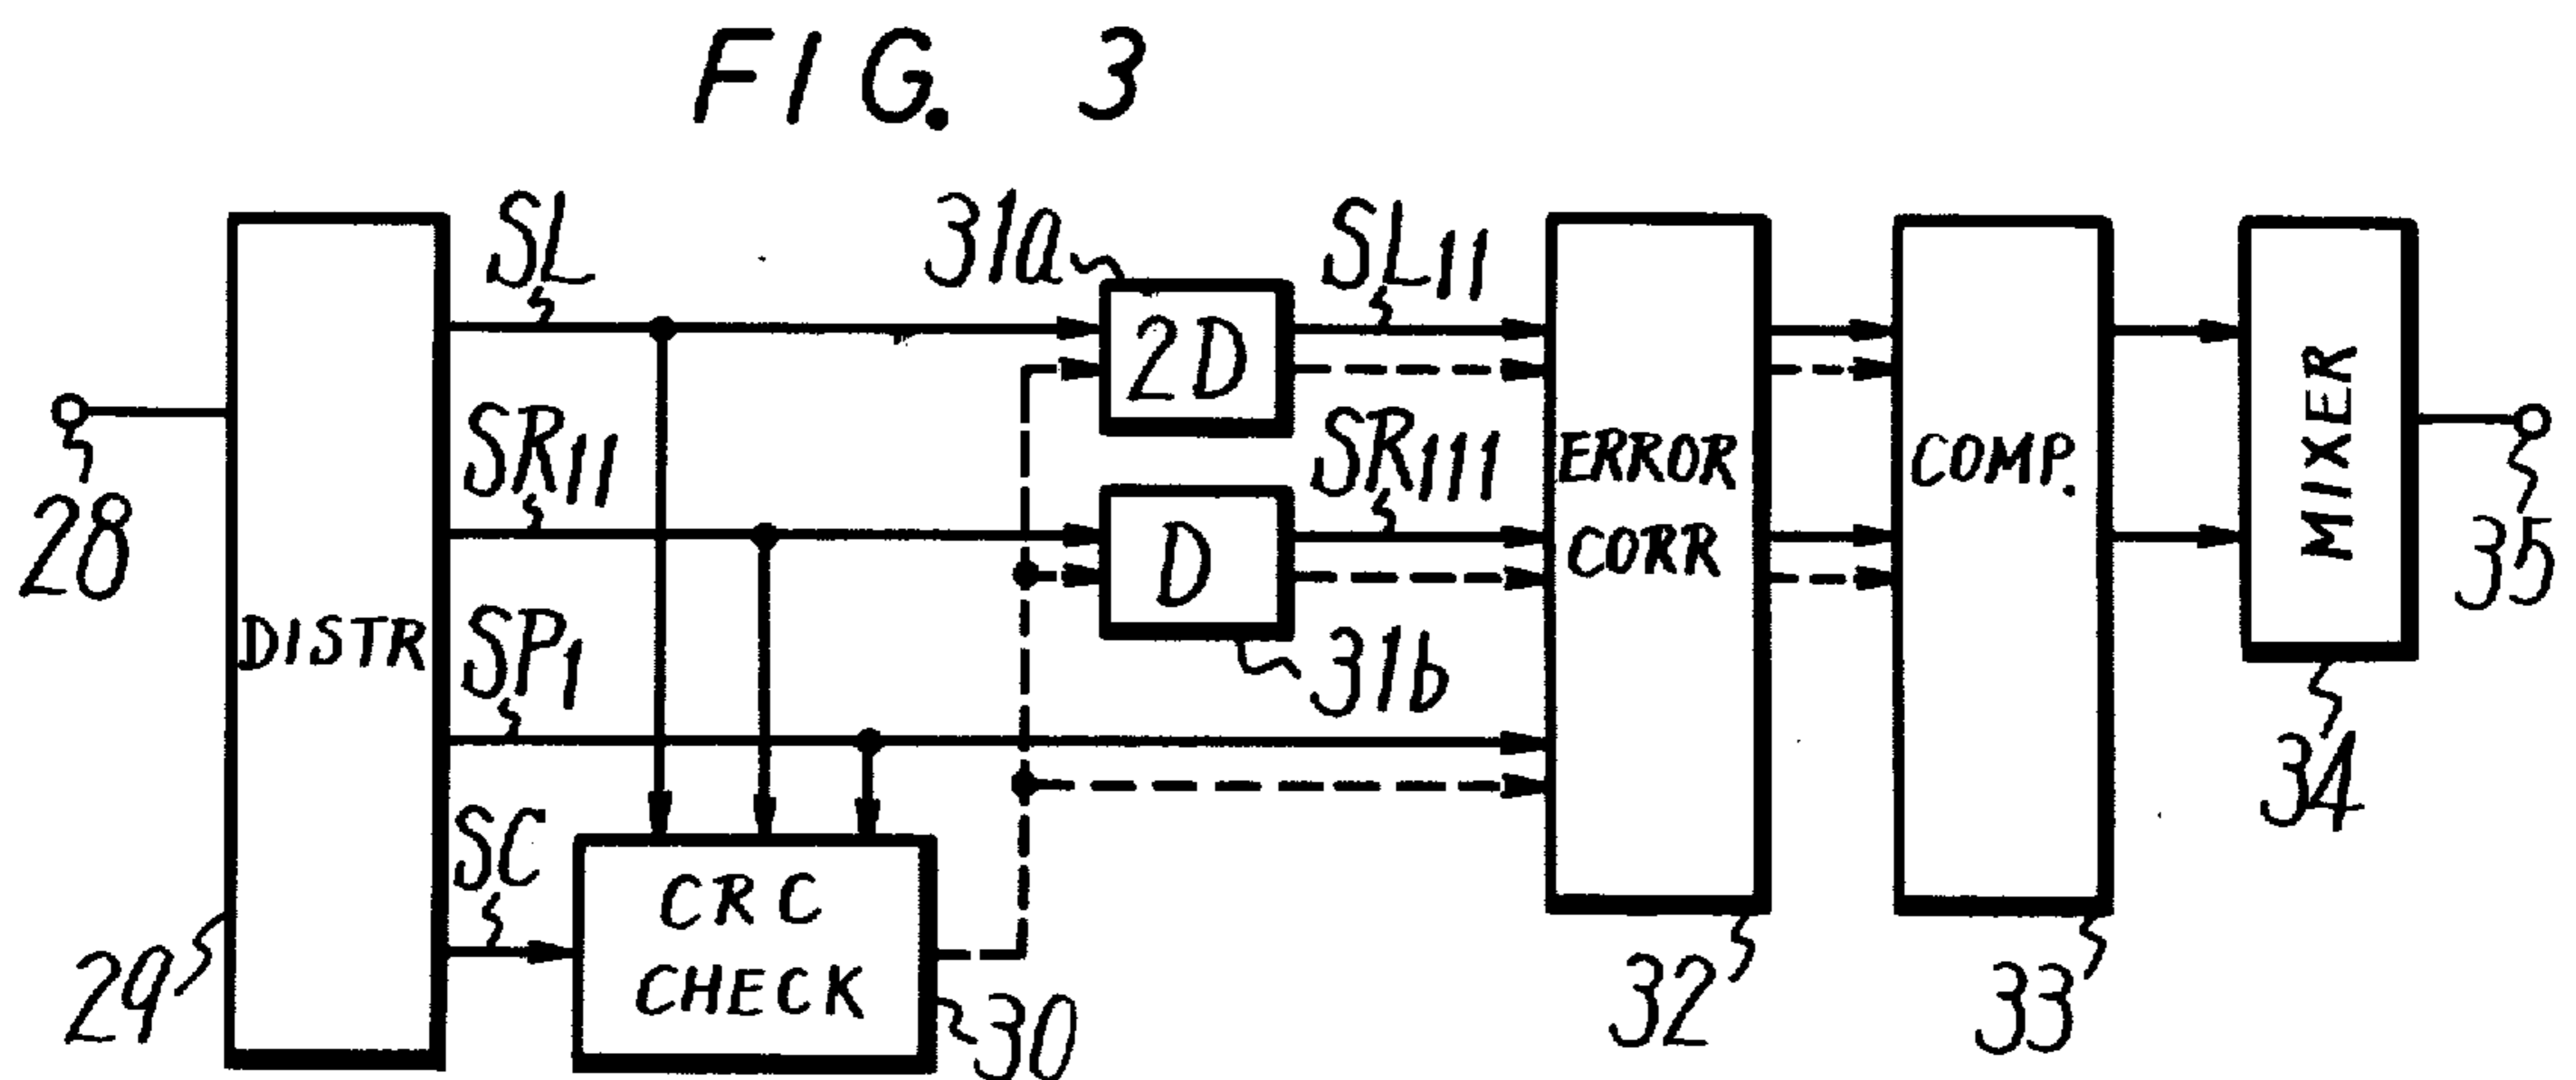 FIG. 3
SL
31a
SL11
2D
SR11
SR111
28
D
ERROR
CORR
COMP.
MIXER
35
DISTR
SP1
31b
34
SC
CRC
CHECK
29
30
32
33